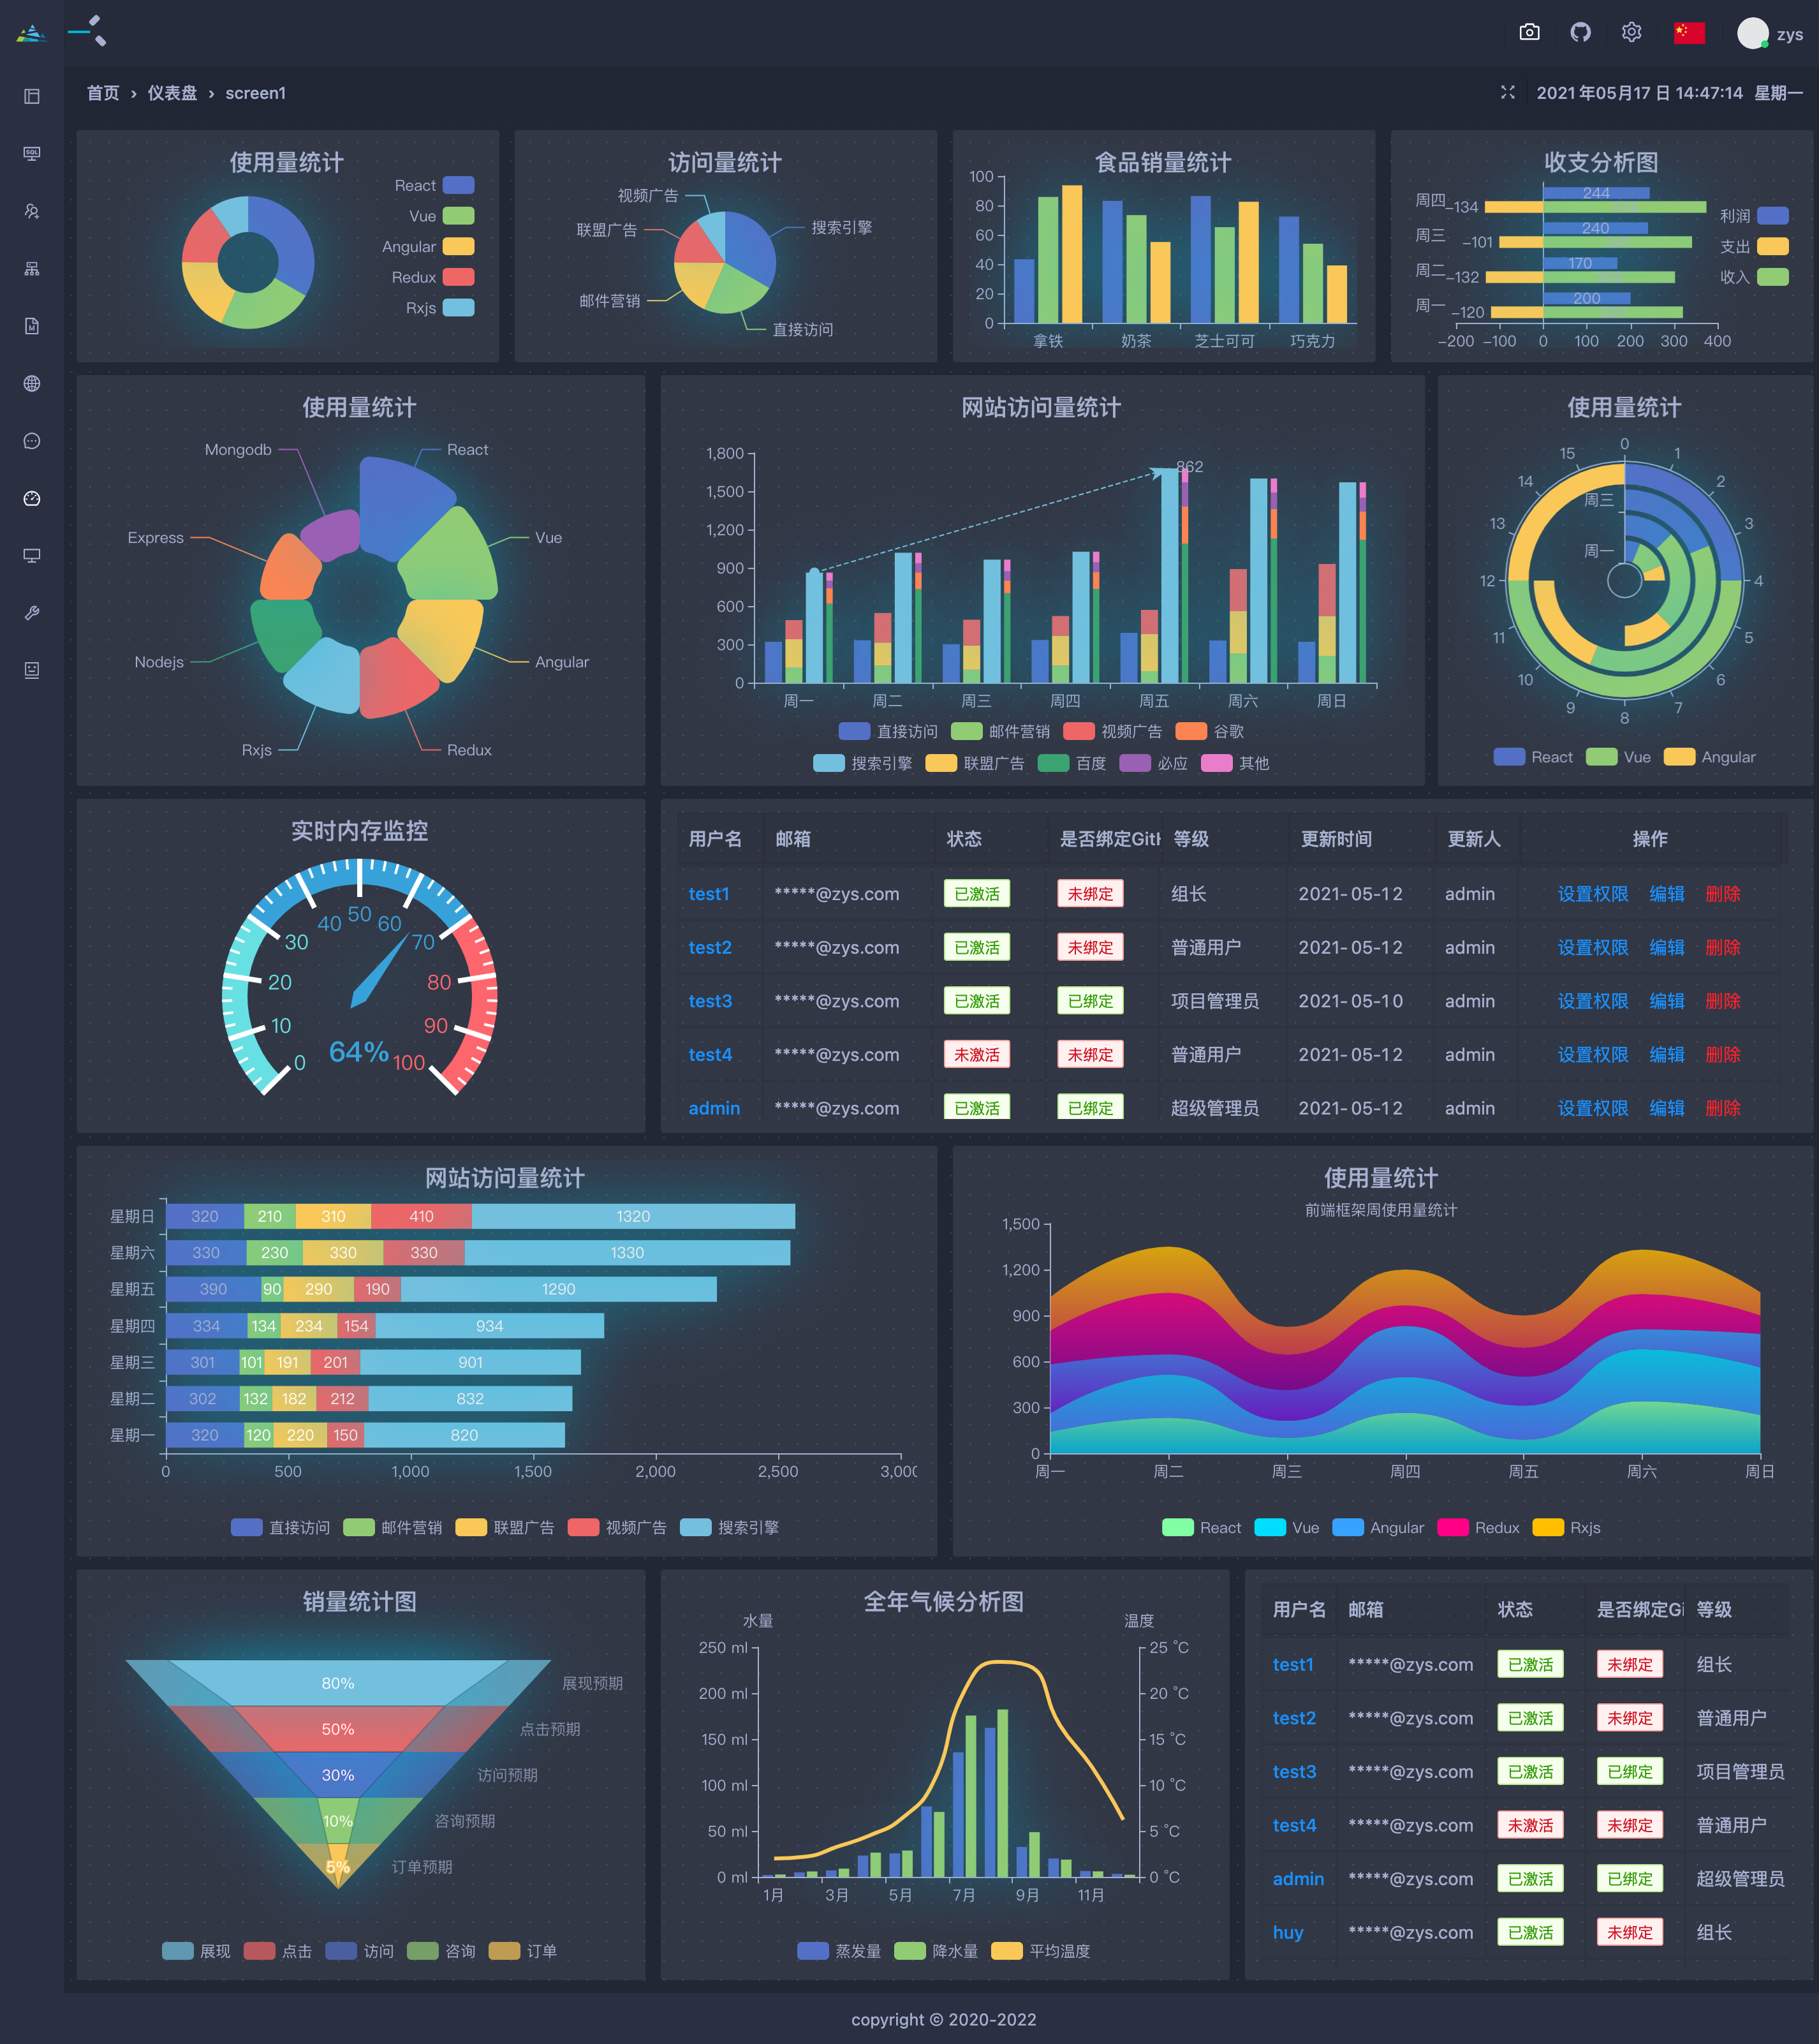 zys
首页 › 仪表盘 › screen1
2021年05月17日 14:47:14 星期一
使用量统计
React
Vue
Angular
Redux
Rxjs
访问量统计
视频广告
联盟广告
邮件营销
搜索引擎
直接访问
食品销量统计
100
80
60
40
20
0
拿铁 奶茶 芝士可可 巧克力
收支分析图
周四 -134 244
周三 -101 240
周二 -132 170
周一 -120 200
利润
支出
收入
-200 -100 0 100 200 300 400
使用量统计
Mongodb React
Express Vue
Nodejs Angular
Rxjs Redux
网站访问量统计
1,800
1,500
1,200
900
600
300
0
862
周一 周二 周三 周四 周五 周六 周日
直接访问 邮件营销 视频广告 谷歌
搜索引擎 联盟广告 百度 必应 其他
使用量统计
0
1
2
3
4
5
6
7
8
9
10
11
12
13
14
15
周三
周一
React Vue Angular
实时内存监控
0
10
20
30
40
50
60
70
80
90
100
64%
用户名 邮箱 状态 是否绑定Git 等级 更新时间 更新人 操作
test1 *****@zys.com 已激活 未绑定 组长 2021-05-12 admin 设置权限 编辑 删除
test2 *****@zys.com 已激活 未绑定 普通用户 2021-05-12 admin 设置权限 编辑 删除
test3 *****@zys.com 已激活 已绑定 项目管理员 2021-05-10 admin 设置权限 编辑 删除
test4 *****@zys.com 未激活 未绑定 普通用户 2021-05-12 admin 设置权限 编辑 删除
admin *****@zys.com 已激活 已绑定 超级管理员 2021-05-12 admin 设置权限 编辑 删除
网站访问量统计
星期日 320 210 310 410 1320
星期六 330 230 330 330 1330
星期五 390 90 290 190 1290
星期四 334 134 234 154 934
星期三 301 101 191 201 901
星期二 302 132 182 212 832
星期一 320 120 220 150 820
0 500 1,000 1,500 2,000 2,500 3,000
直接访问 邮件营销 联盟广告 视频广告 搜索引擎
使用量统计
前端框架周使用量统计
1,500
1,200
900
600
300
0
周一 周二 周三 周四 周五 周六 周日
React Vue Angular Redux Rxjs
销量统计图
80% 展现预期
50% 点击预期
30% 访问预期
10% 咨询预期
5% 订单预期
展现 点击 访问 咨询 订单
全年气候分析图
水量 温度
250 ml 25 °C
200 ml 20 °C
150 ml 15 °C
100 ml 10 °C
50 ml 5 °C
0 ml 0 °C
1月 3月 5月 7月 9月 11月
蒸发量 降水量 平均温度
用户名 邮箱 状态 是否绑定Gi 等级
test1 *****@zys.com 已激活 未绑定 组长
test2 *****@zys.com 已激活 未绑定 普通用户
test3 *****@zys.com 已激活 已绑定 项目管理员
test4 *****@zys.com 未激活 未绑定 普通用户
admin *****@zys.com 已激活 已绑定 超级管理员
huy *****@zys.com 已激活 未绑定 组长
copyright © 2020-2022